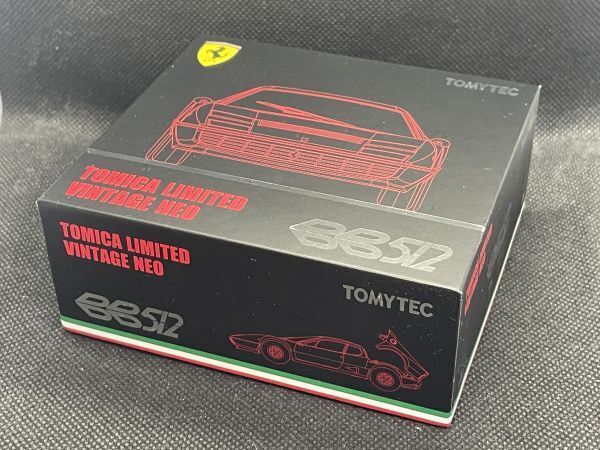 TOMYTEC
TOMICA LIMITED
VINTAGE NEO
BB512
TOMICA LIMITED
VINTAGE NEO
TOMYTEC
BB512